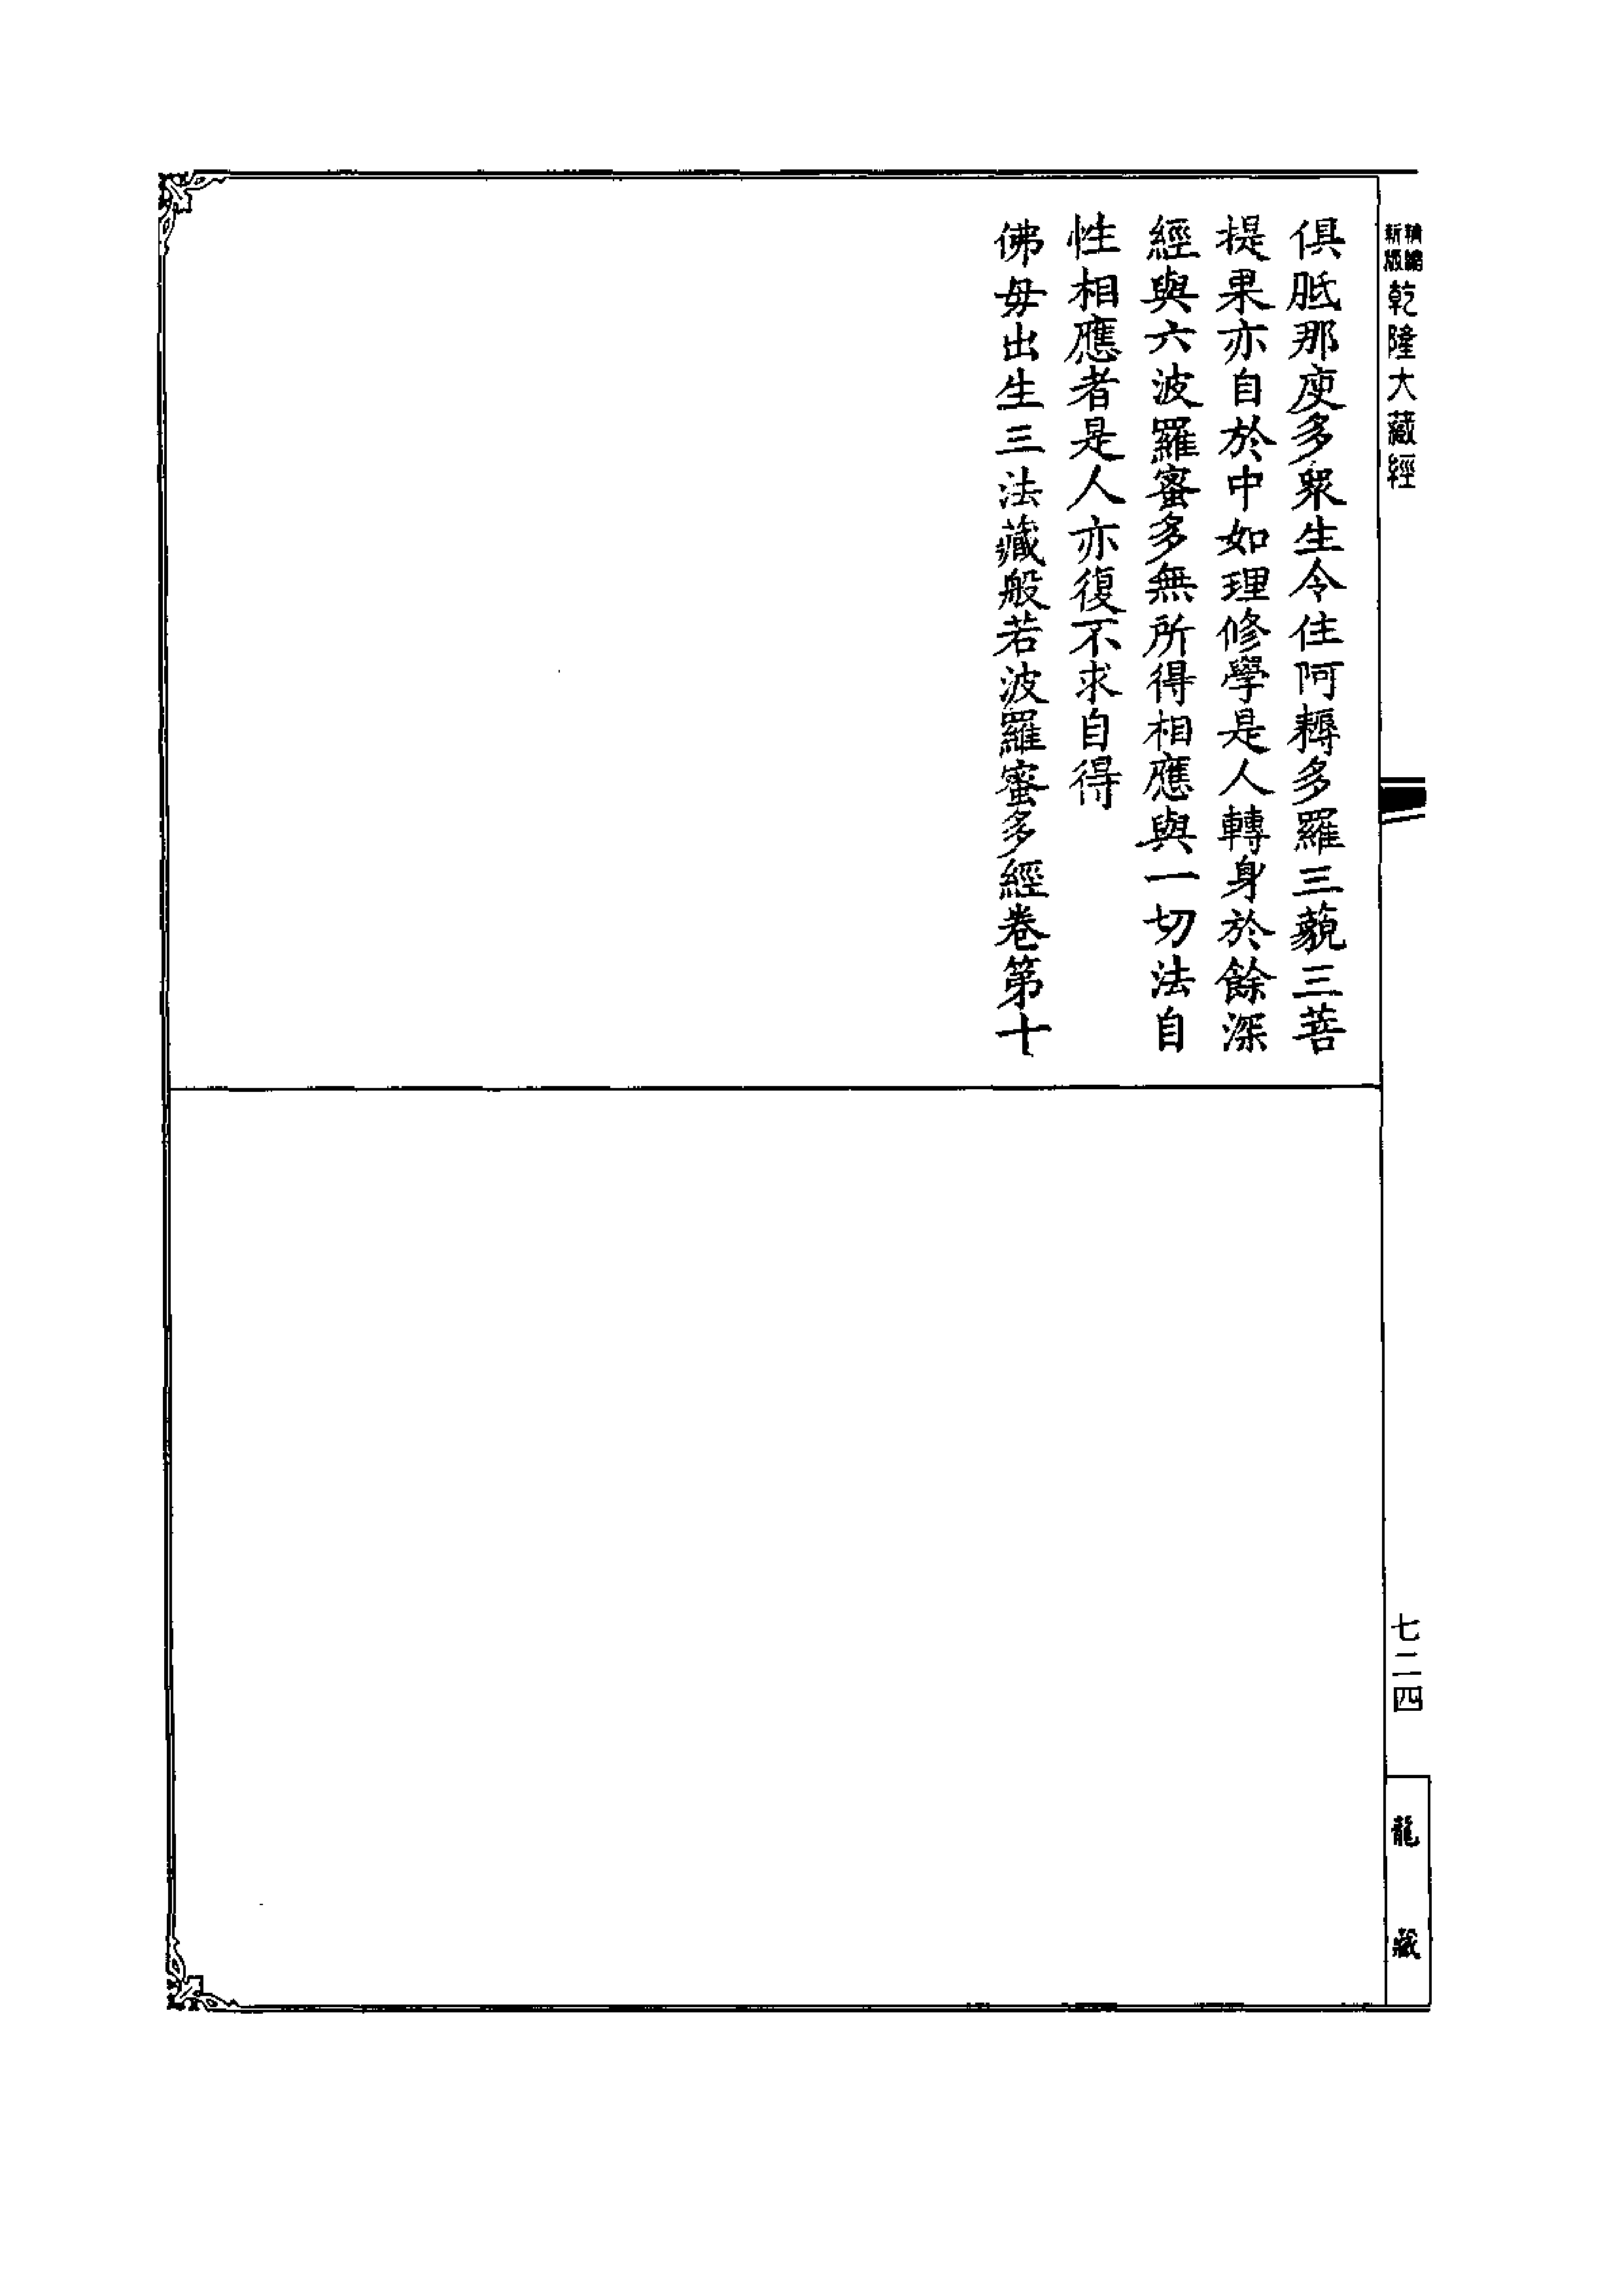 精編新版乾隆大藏經
俱胝那庾多眾生令住阿耨多羅三藐三菩
提果亦自於中如理修學是人轉身於餘深
經與六波羅蜜多無所得相應與一切法自
性相應者是人亦復不求自得
佛母出生三法藏般若波羅蜜多經卷第十
七二四
龍藏